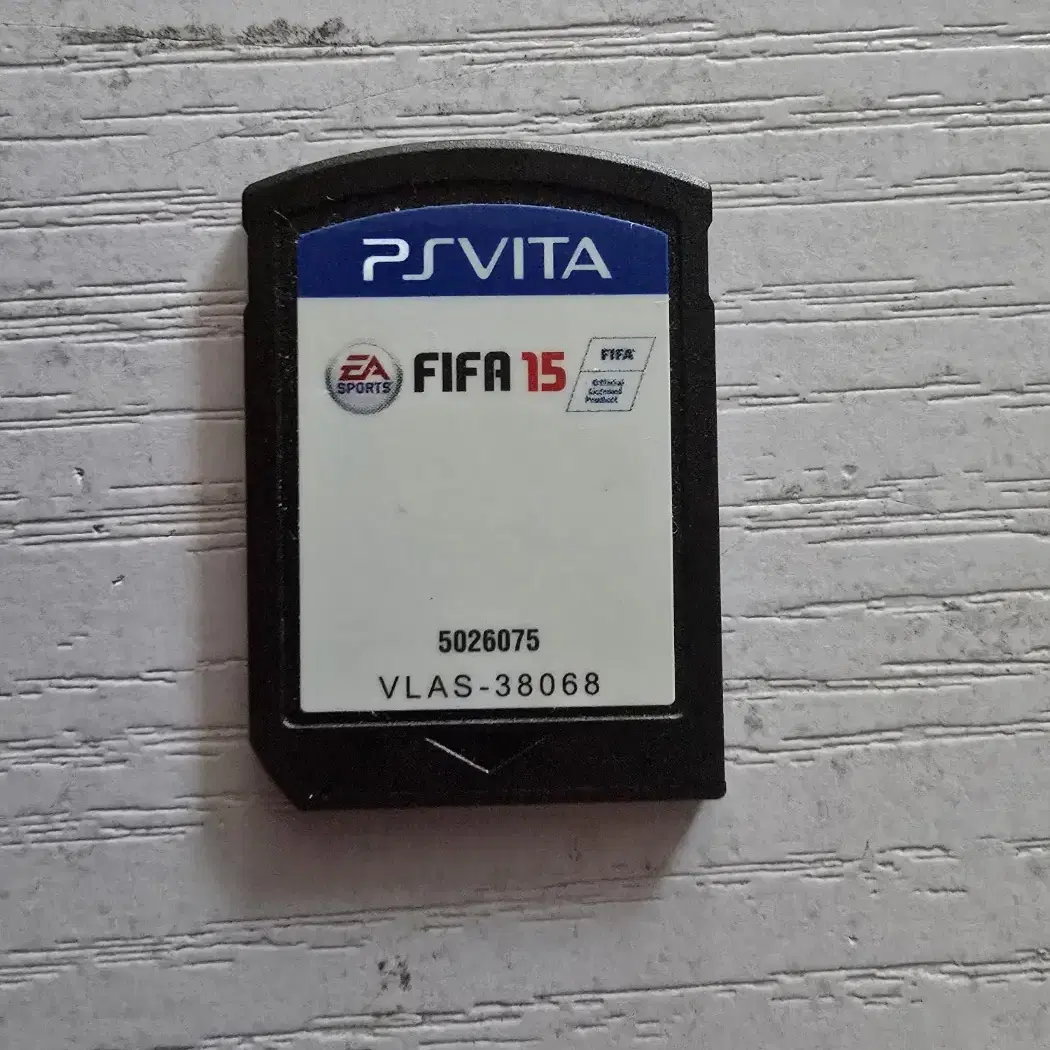 PSVITA
EA
SPORTS
FIFA 15
FIFA
Official
Licensed
Product
5026075
VLAS-38068